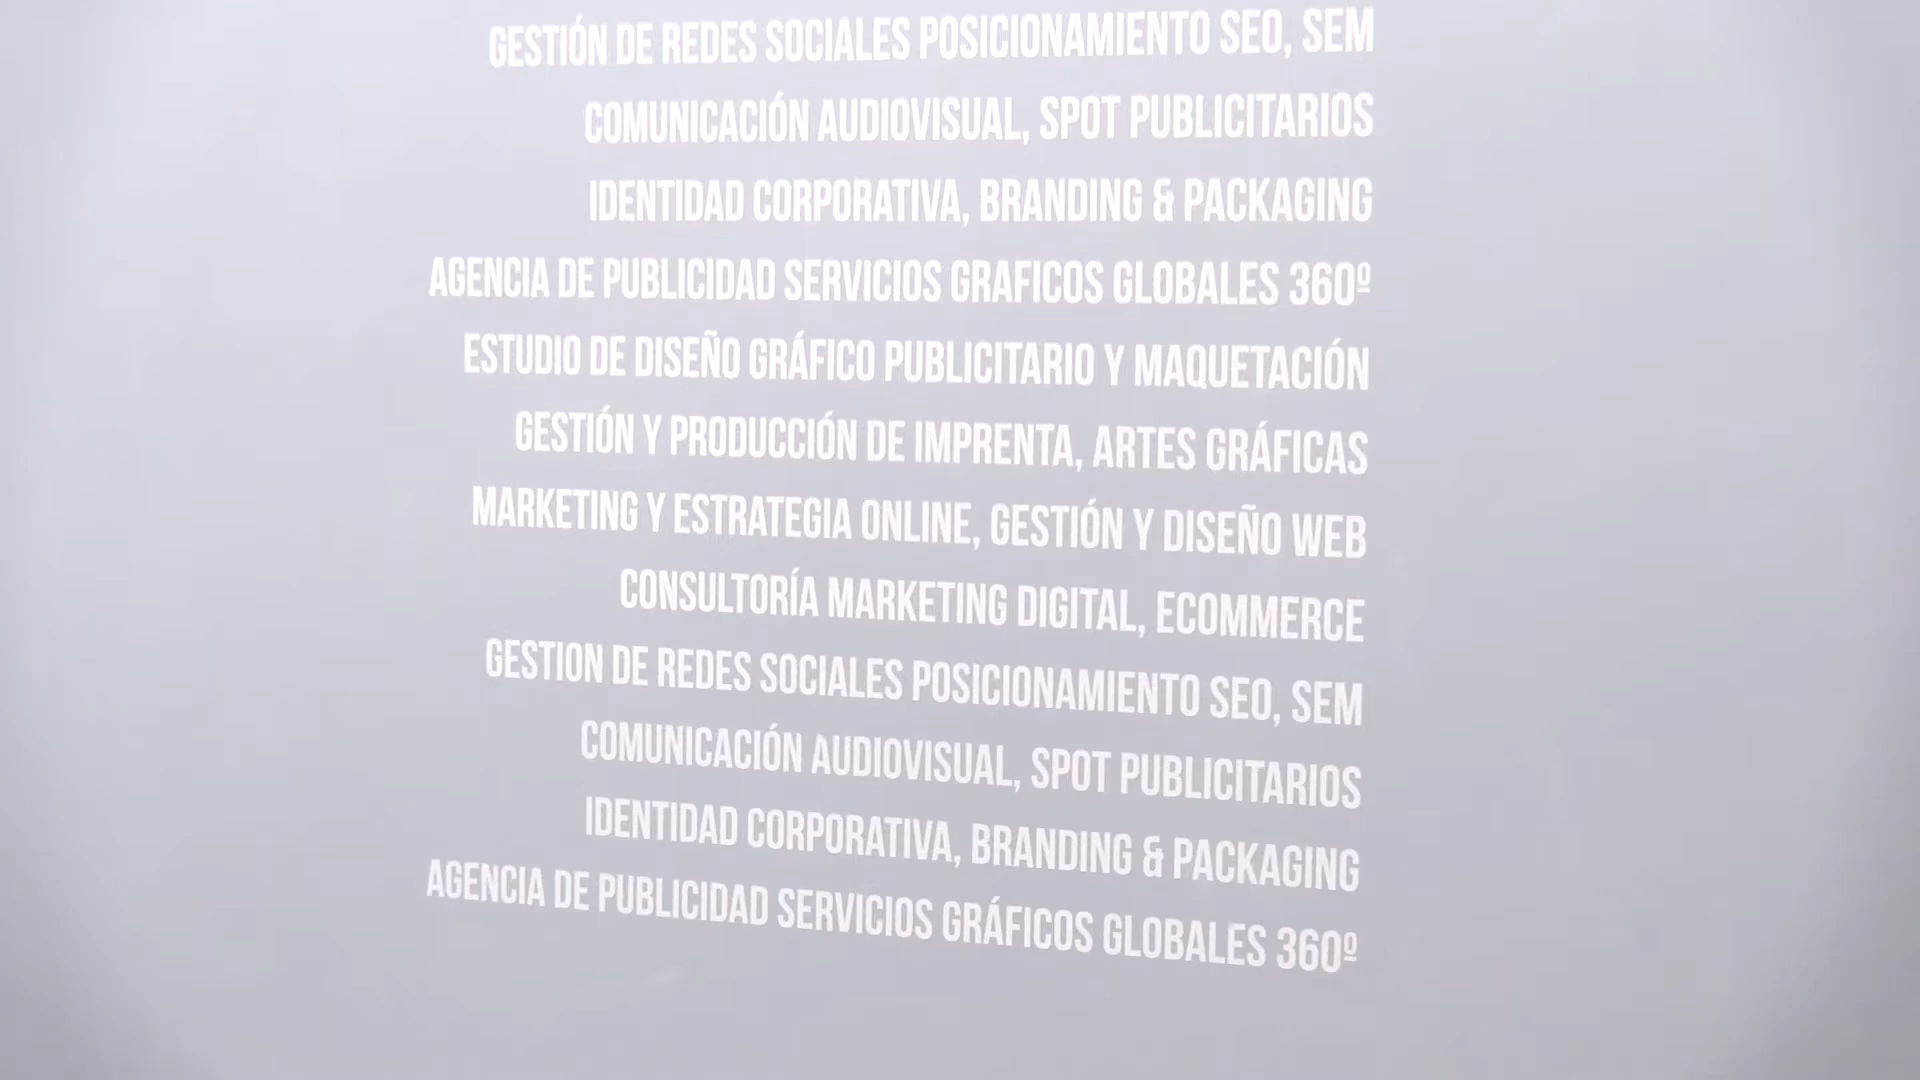 GESTIÓN DE REDES SOCIALES POSICIONAMIENTO SEO, SEM
COMUNICACIÓN AUDIOVISUAL, SPOT PUBLICITARIOS
IDENTIDAD CORPORATIVA, BRANDING & PACKAGING
AGENCIA DE PUBLICIDAD SERVICIOS GRAFICOS GLOBALES 360º
ESTUDIO DE DISEÑO GRÁFICO PUBLICITARIO Y MAQUETACIÓN
GESTIÓN Y PRODUCCIÓN DE IMPRENTA, ARTES GRÁFICAS
MARKETING Y ESTRATEGIA ONLINE, GESTIÓN Y DISEÑO WEB
CONSULTORÍA MARKETING DIGITAL, ECOMMERCE
GESTION DE REDES SOCIALES POSICIONAMIENTO SEO, SEM
COMUNICACIÓN AUDIOVISUAL, SPOT PUBLICITARIOS
IDENTIDAD CORPORATIVA, BRANDING & PACKAGING
AGENCIA DE PUBLICIDAD SERVICIOS GRÁFICOS GLOBALES 360º